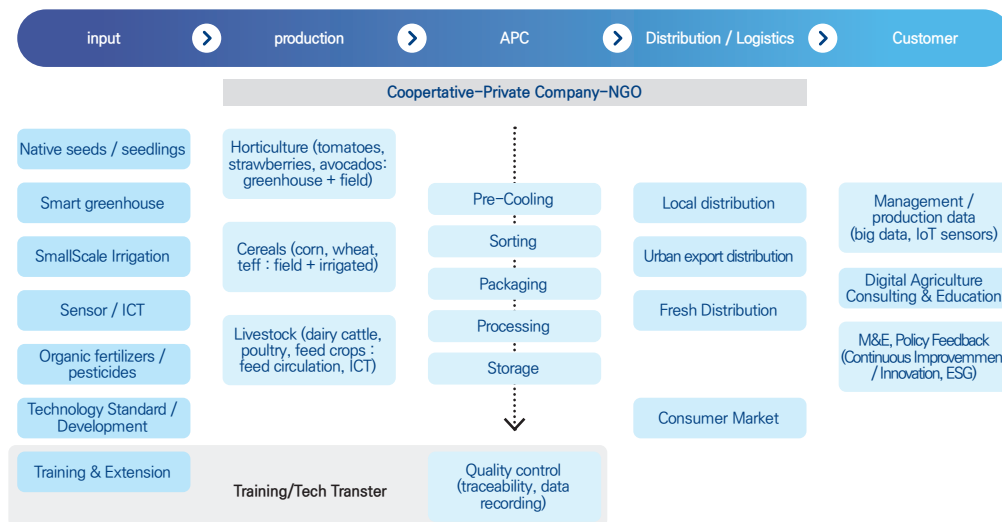 input
production
APC
Distribution / Logistics
Customer
Coopertative-Private Company-NGO
Native seeds / seedlings
Smart greenhouse
SmallScale Irrigation
Sensor / ICT
Organic fertilizers /
pesticides
Technology Standard /
Development
Training & Extension
Horticulture (tomatoes,
strawberries, avocados:
greenhouse + field)
Cereals (corn, wheat,
teff : field + irrigated)
Livestock (dairy cattle,
poultry, feed crops :
feed circulation, ICT)
Training/Tech Transter
Pre-Cooling
Sorting
Packaging
Processing
Storage
Quality control
(traceability, data
recording)
Local distribution
Urban export distribution
Fresh Distribution
Consumer Market
Management /
production data
(big data, IoT sensors)
Digital Agriculture
Consulting & Education
M&E, Policy Feedback
(Continuous Improvemmen
/ Innovation, ESG)